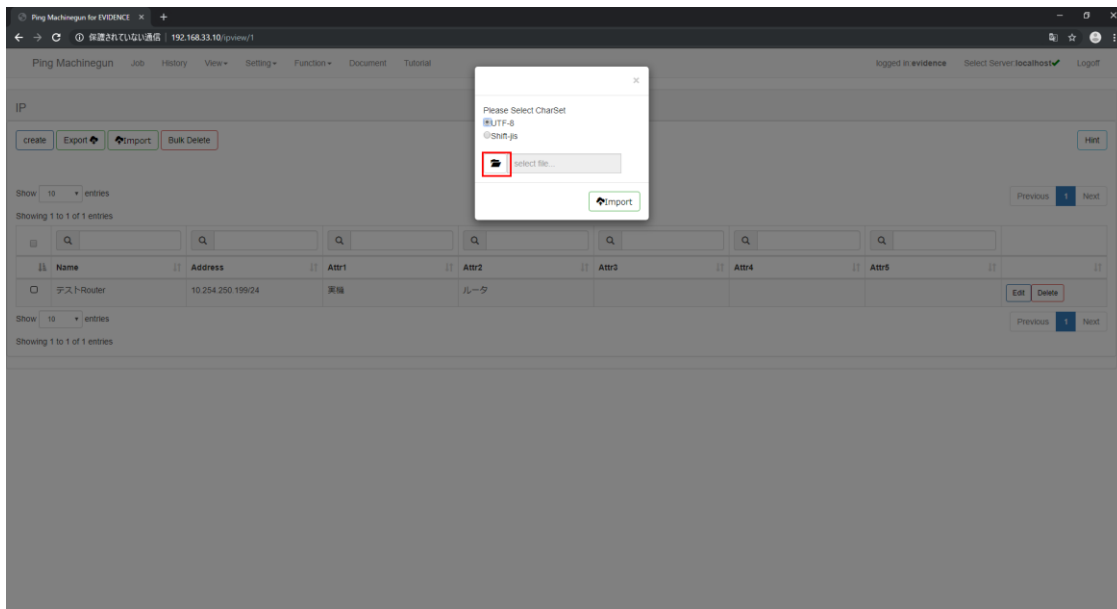 Ping Machinegun for EVIDENCE
保護されていない通信 | 192.168.33.10/ipview/1
Ping Machinegun Job History View Setting Function Document Tutorial logged in:evidence Select Server:localhost Logoff
Please Select CharSet
UTF-8
Shift-jis
select file...
Import
IP
create Export Import Bulk Delete Hint
Show 10 entries Previous 1 Next
Showing 1 to 1 of 1 entries
Name Address Attr1 Attr2 Attr3 Attr4 Attr5
テストRouter 10.254.250.199/24 実機 ルータ Edit Delete
Show 10 entries Previous 1 Next
Showing 1 to 1 of 1 entries